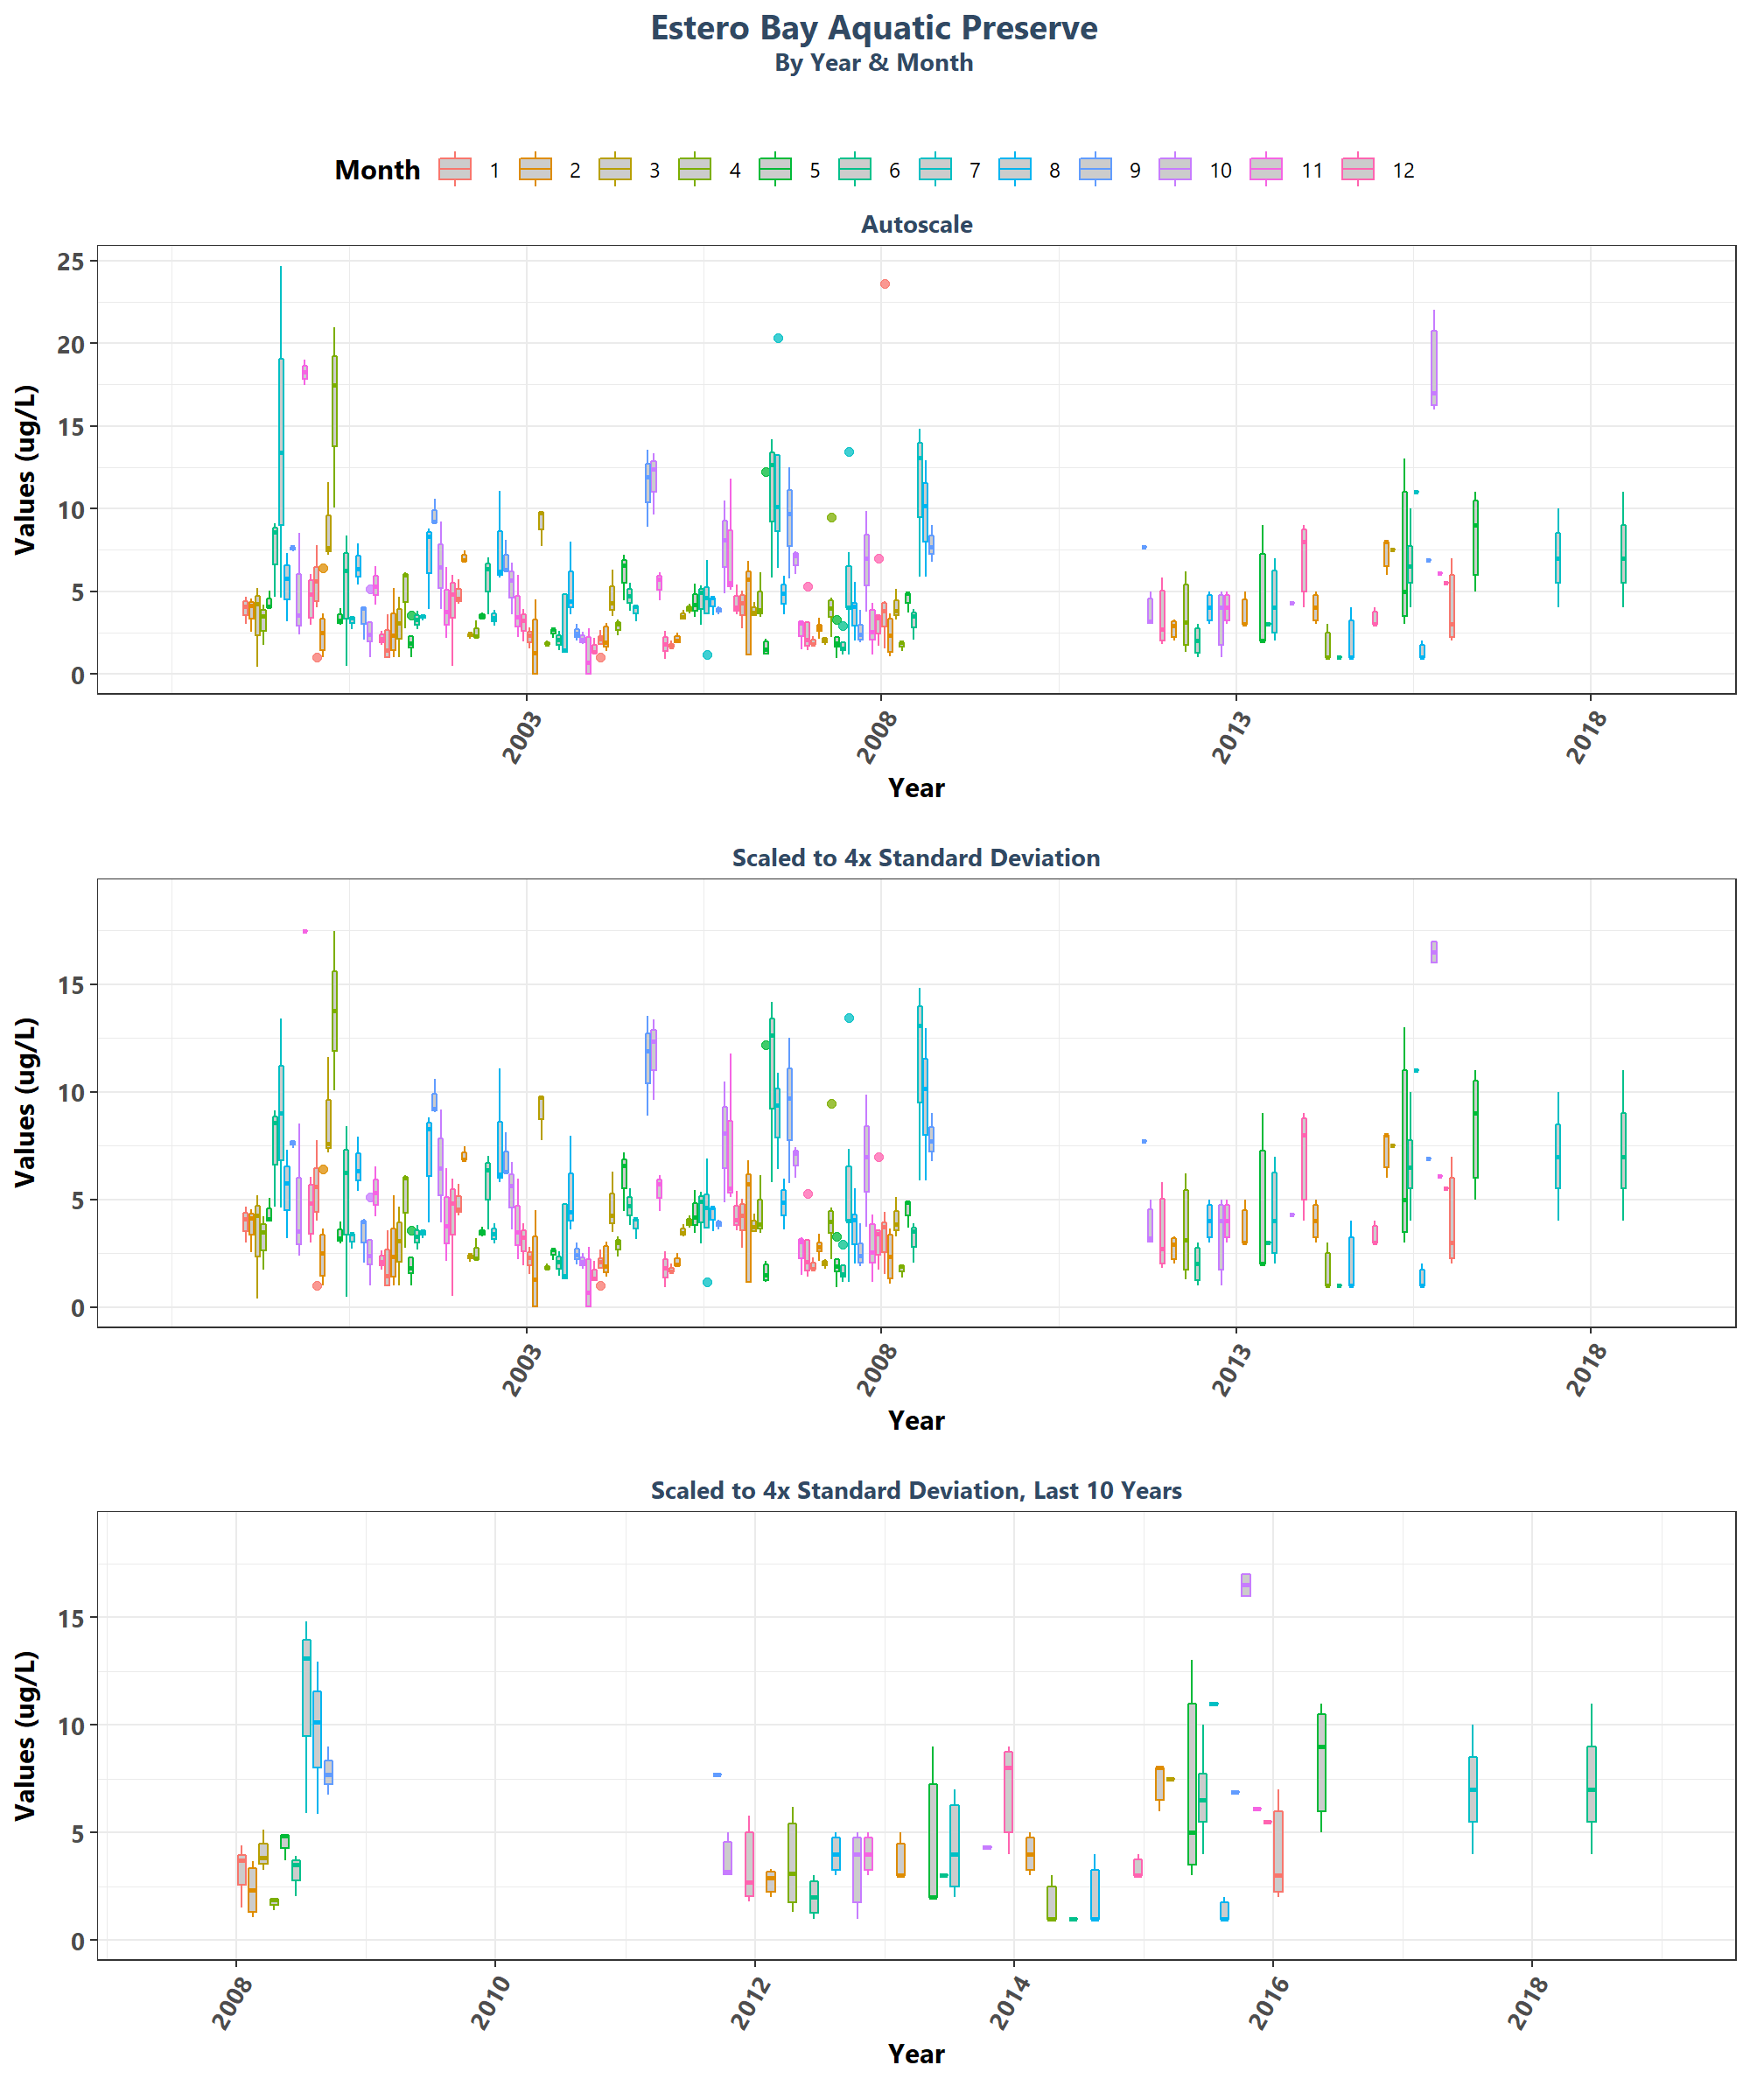 Estero Bay Aquatic Preserve
By Year & Month
Month 1 2 3 4 5 6 7 8 9 10 11 12
Autoscale
Values (ug/L)
25
20
15
10
5
0
2003 2008 2013 2018
Year
Scaled to 4x Standard Deviation
Values (ug/L)
15
10
5
0
2003 2008 2013 2018
Year
Scaled to 4x Standard Deviation, Last 10 Years
Values (ug/L)
15
10
5
0
2008 2010 2012 2014 2016 2018
Year